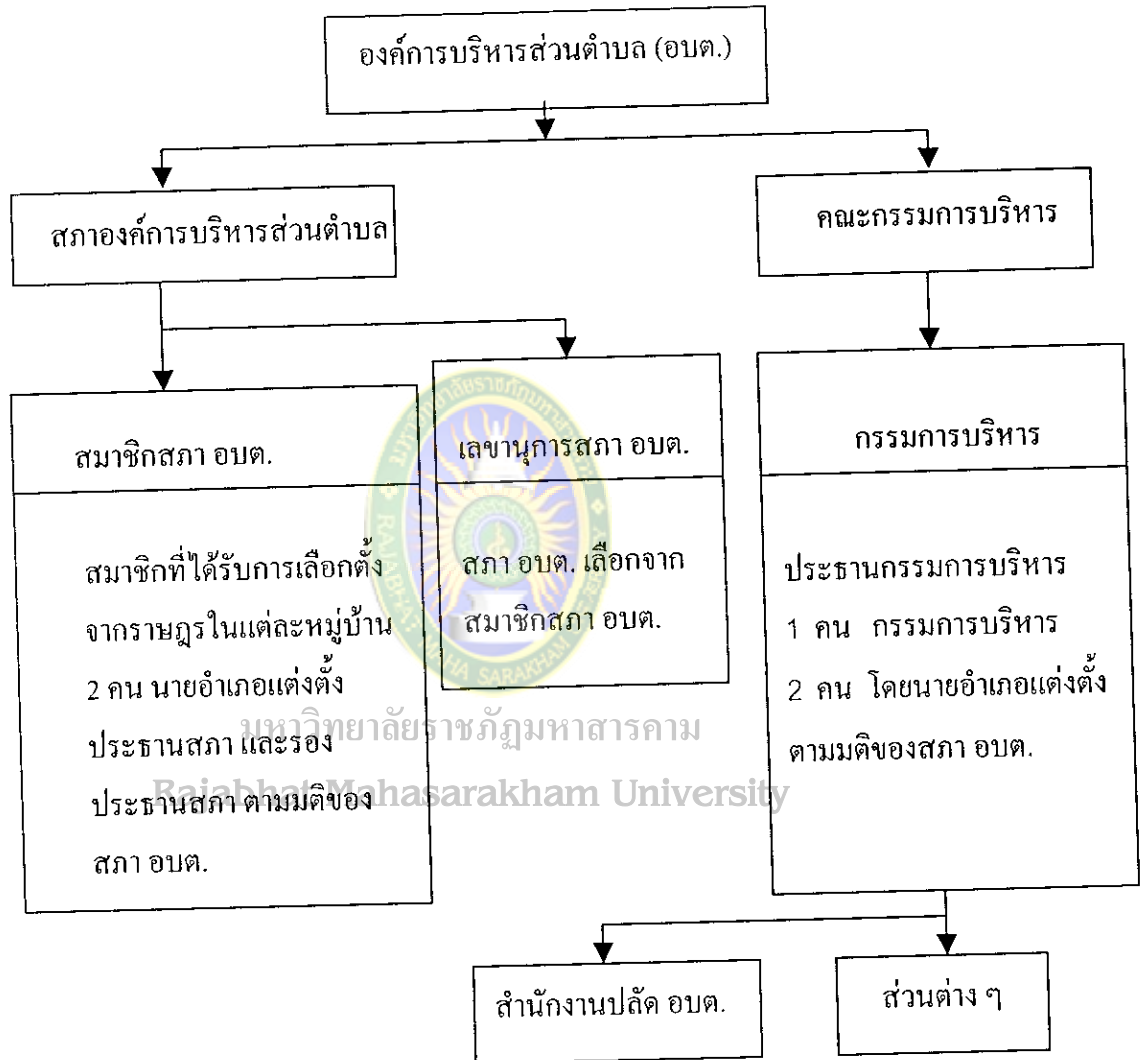 องค์การบริหารส่วนตำบล (อบต.)
สภาองค์การบริหารส่วนตำบล
คณะกรรมการบริหาร
สมาชิกสภา อบต.
เลขานุการสภา อบต.
กรรมการบริหาร
สมาชิกที่ได้รับการเลือกตั้ง
จากราษฎรในแต่ละหมู่บ้าน
2 คน นายอำเภอแต่งตั้ง
ประธานสภา และรอง
ประธานสภา ตามมติของ
สภา อบต.
สภา อบต. เลือกจาก
สมาชิกสภา อบต.
ประธานกรรมการบริหาร
1 คน กรรมการบริหาร
2 คน โดยนายอำเภอแต่งตั้ง
ตามมติของสภา อบต.
มหาวิทยาลัยราชภัฏมหาสารคาม
Rajabhat Mahasarakham University
สำนักงานปลัด อบต.
ส่วนต่าง ๆ